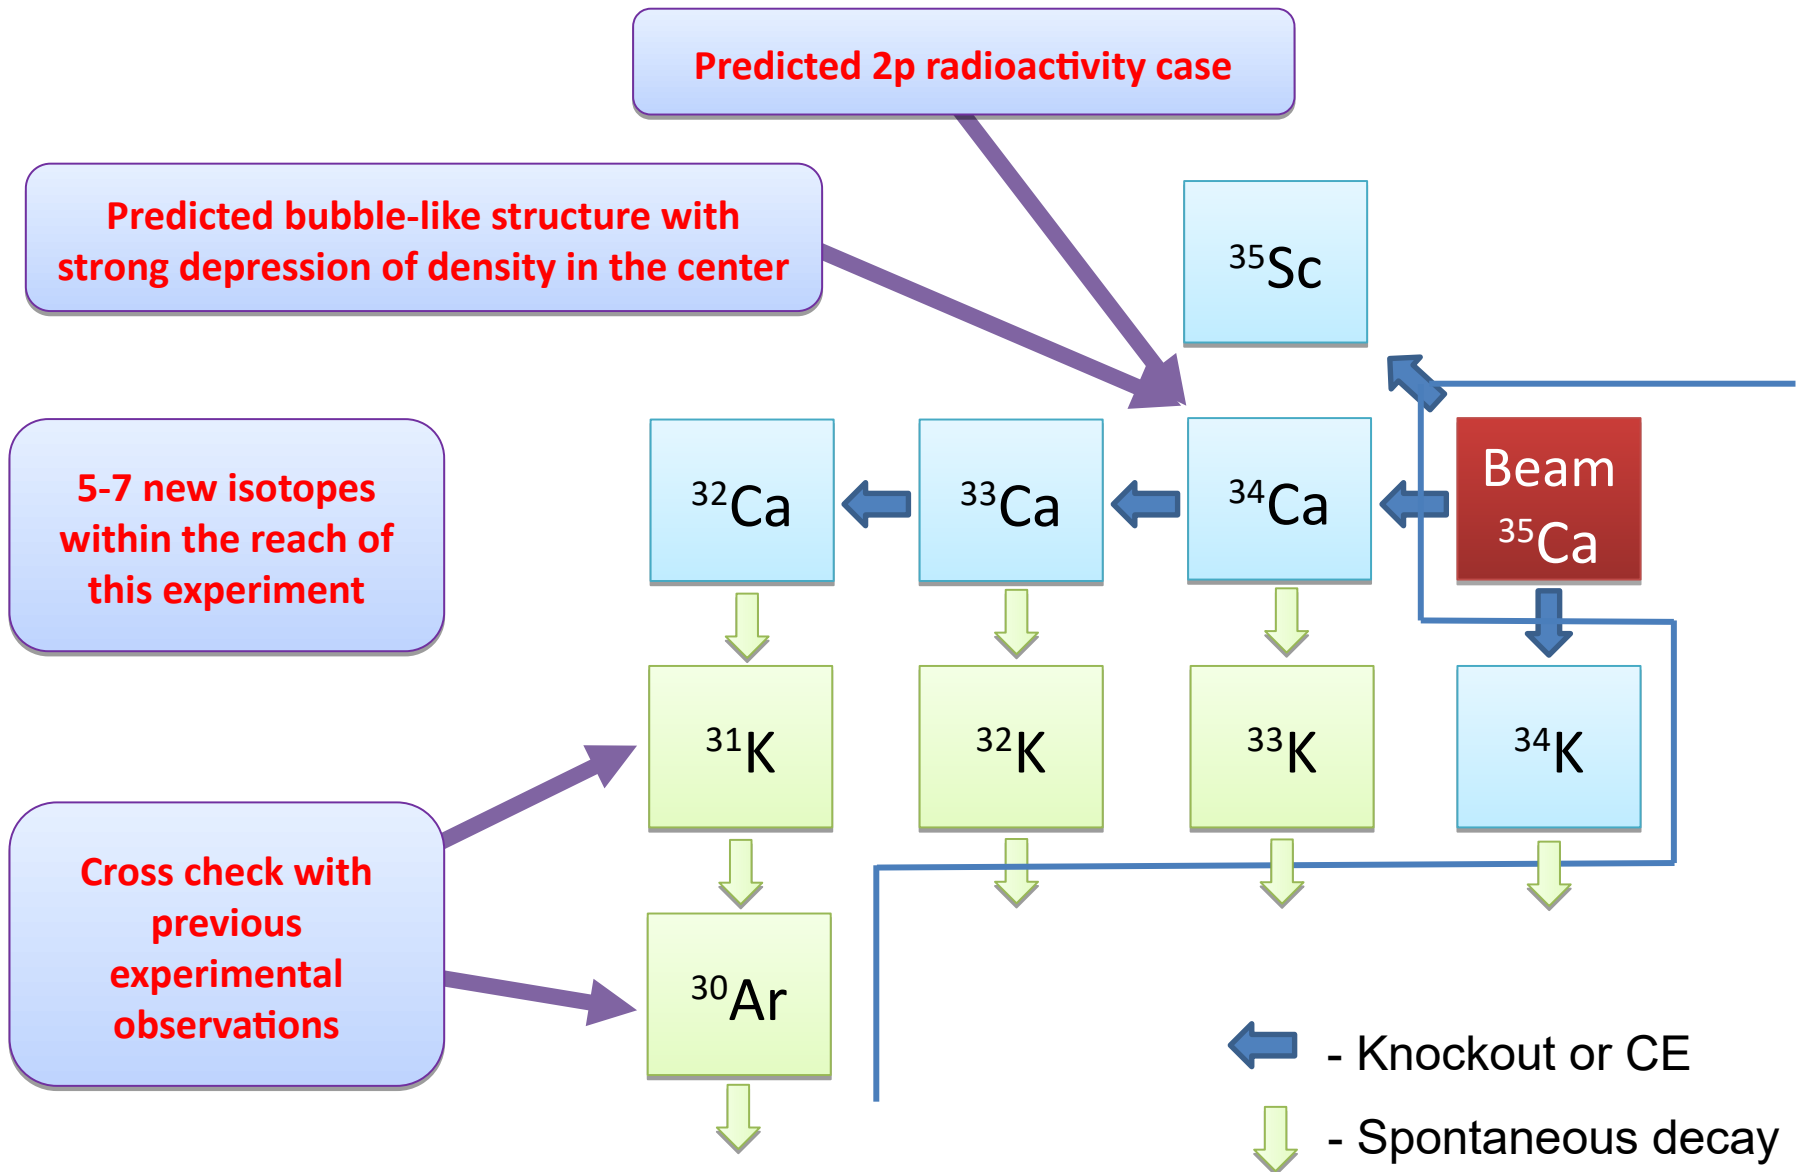 Predicted 2p radioactivity case
Predicted bubble-like structure with
strong depression of density in the center
³⁵Sc
5-7 new isotopes
within the reach of
this experiment
³²Ca
³³Ca
³⁴Ca
Beam
³⁵Ca
³¹K
³²K
³³K
³⁴K
Cross check with
previous
experimental
observations
³⁰Ar
- Knockout or CE
- Spontaneous decay